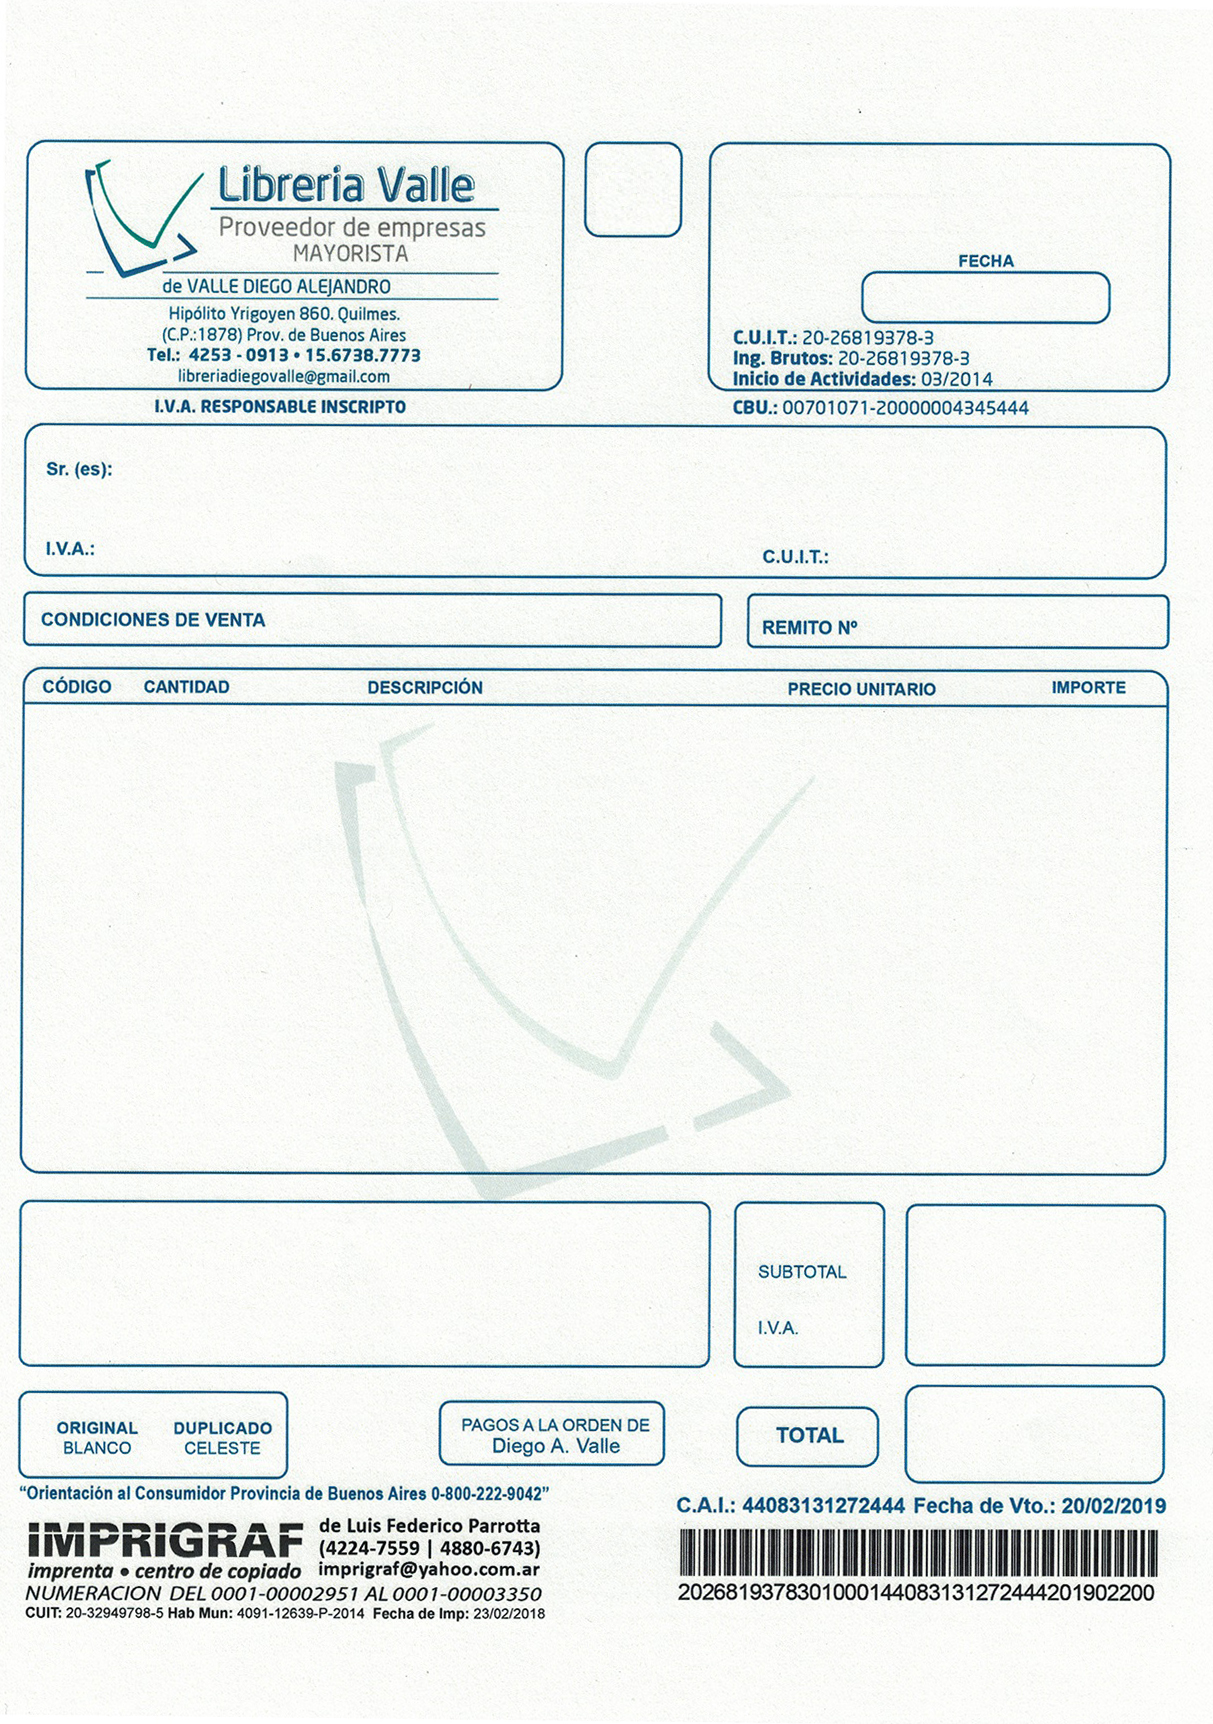 Libreria Valle
Proveedor de empresas
MAYORISTA
de VALLE DIEGO ALEJANDRO
Hipólito Yrigoyen 860. Quilmes.
(C.P.:1878) Prov. de Buenos Aires
Tel.: 4253 - 0913 • 15.6738.7773
libreriadiegovalle@gmail.com
I.V.A. RESPONSABLE INSCRIPTO
FECHA
C.U.I.T.: 20-26819378-3
Ing. Brutos: 20-26819378-3
Inicio de Actividades: 03/2014
CBU.: 00701071-20000004345444
Sr. (es):
I.V.A.:
C.U.I.T.:
CONDICIONES DE VENTA
REMITO Nº
CÓDIGO CANTIDAD DESCRIPCIÓN PRECIO UNITARIO IMPORTE
SUBTOTAL
I.V.A.
ORIGINAL DUPLICADO
BLANCO CELESTE
PAGOS A LA ORDEN DE
Diego A. Valle
TOTAL
“Orientación al Consumidor Provincia de Buenos Aires 0-800-222-9042”
IMPRIGRAF
imprenta • centro de copiado
de Luis Federico Parrotta
(4224-7559 | 4880-6743)
imprigraf@yahoo.com.ar
NUMERACION DEL 0001-00002951 AL 0001-00003350
CUIT: 20-32949798-5 Hab Mun: 4091-12639-P-2014 Fecha de Imp: 23/02/2018
C.A.I.: 44083131272444 Fecha de Vto.: 20/02/2019
2026819378301000144083131272444201902200